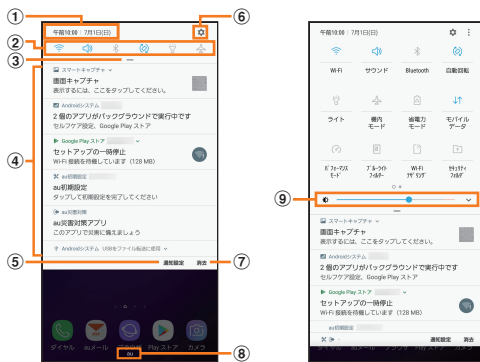 ①
⑥
午前10:00 7月1日(日)
②
③
スマートキャプチャ
画面キャプチャ
表示するには、ここをタップしてください。
Androidシステム
2 個のアプリがバックグラウンドで実行中です
セルフケア設定、Google Play ストア
④
Google Play ストア
セットアップの一時停止
Wi-Fi 接続を待機しています (128 MB)
au初期設定
au初期設定
タップして初期設定を完了してください
au災害対策
au災害対策アプリ
このアプリで災害に備えましょう
Androidシステム USBをファイル転送に使用
⑤
通知設定 消去
⑦
ダイヤル auメール ブラウザ Play ストア カメラ
au
⑧
午前10:00 7月1日(日)
Wi-Fi サウンド Bluetooth 自動回転
ライト 機内モード 省電力モード モバイルデータ
パフォーマンスモード ブルーライトフィルター Wi-Fi テザリング セキュリティフォルダ
⑨
スマートキャプチャ
画面キャプチャ
表示するには、ここをタップしてください。
Androidシステム
2 個のアプリがバックグラウンドで実行中です
セルフケア設定、Google Play ストア
Google Play ストア
セットアップの一時停止
Wi-Fi 接続を待機しています (128 MB)
au初期設定
通知設定 消去